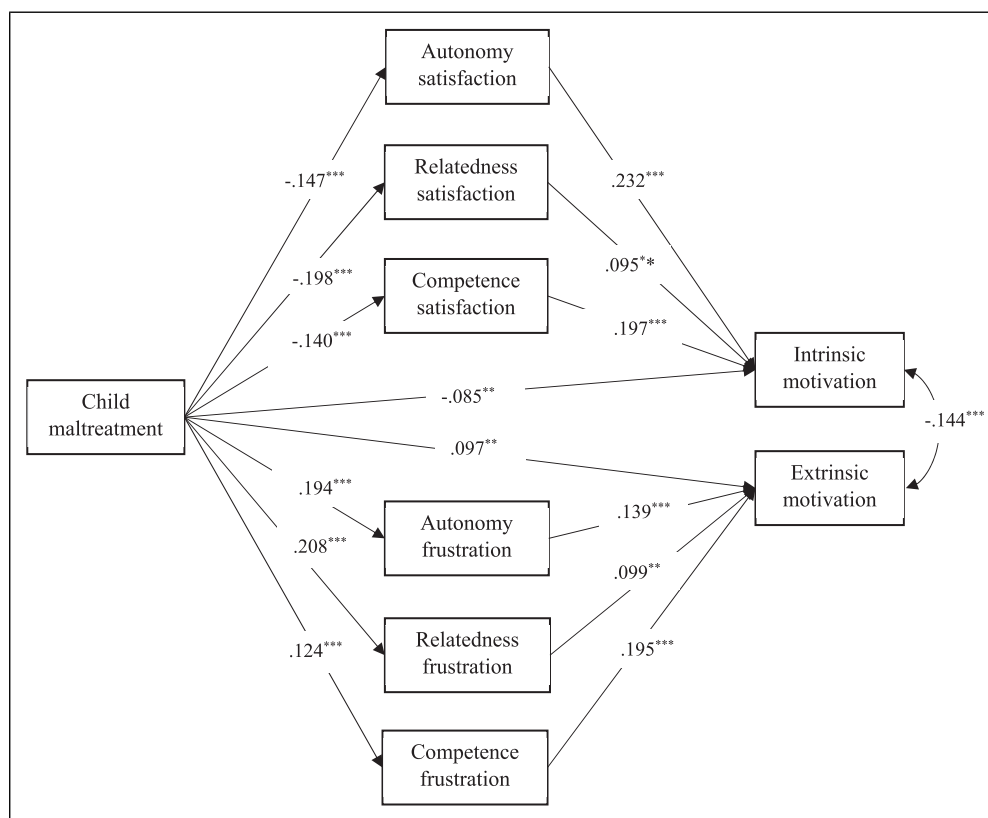 Autonomy
satisfaction
-.147***
Relatedness
satisfaction
.232***
-.198***
.095**
Competence
satisfaction
-.140***
.197***
Intrinsic
motivation
Child
maltreatment
-.085**
-.144***
.097**
Extrinsic
motivation
.194***
Autonomy
frustration
.139***
.208***
.099**
Relatedness
frustration
.124***
.195***
Competence
frustration